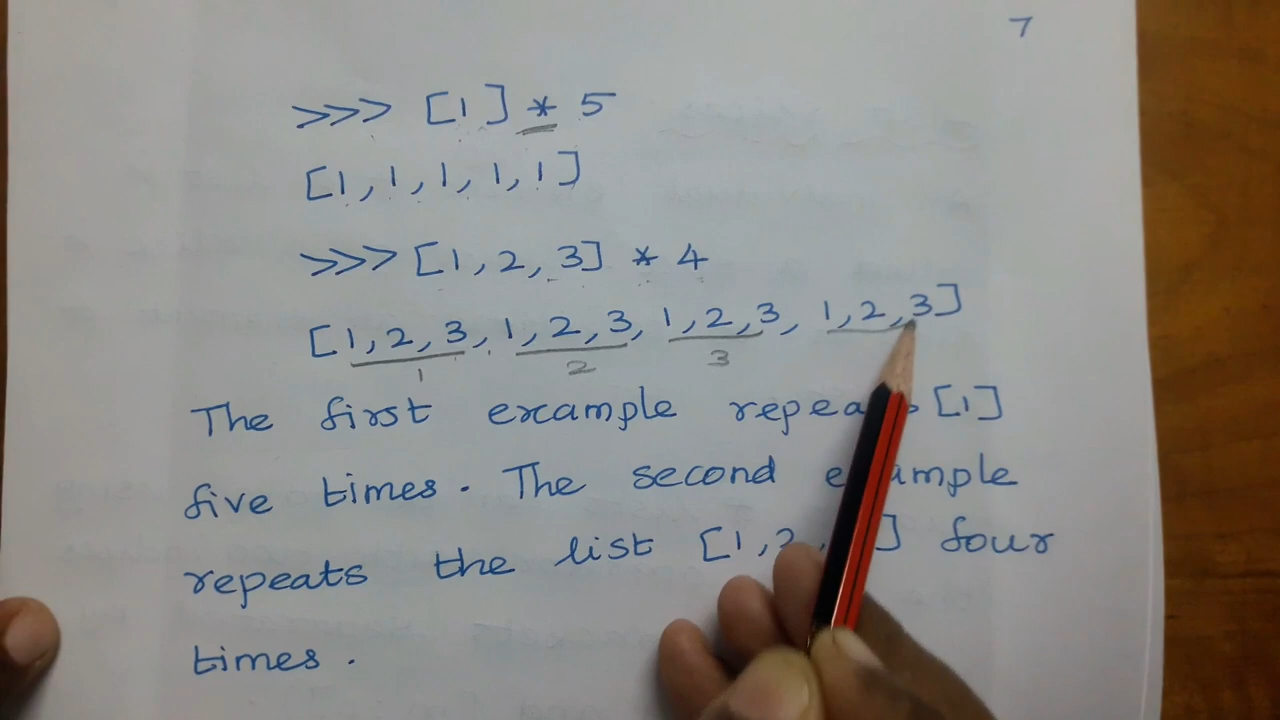 7
>>> [1] * 5
[1, 1, 1, 1, 1]
>>> [1, 2, 3] * 4
[1, 2, 3, 1, 2, 3, 1, 2, 3, 1, 2, 3]
1 2 3
The first example [1]
five times. The second
repeats the list four
times.